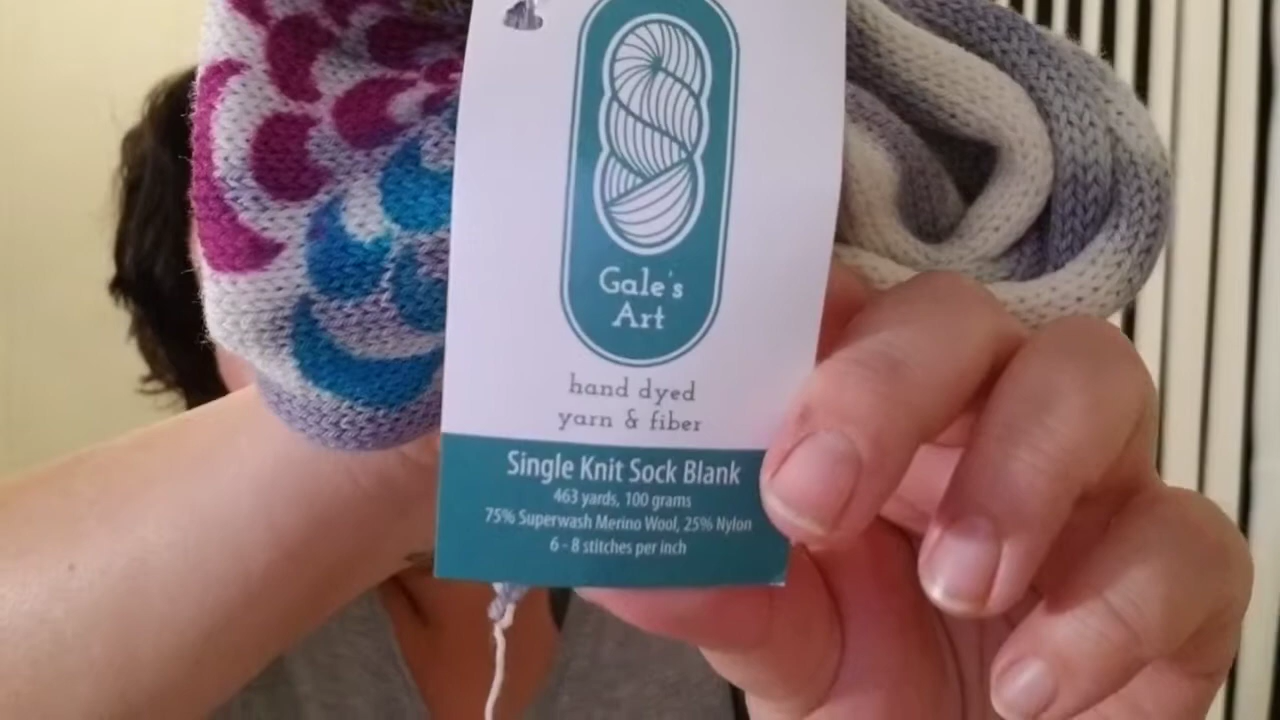 Gale's
Art
hand dyed
yarn & fiber
Single Knit Sock Blank
463 yards, 100 grams
75% Superwash Merino Wool, 25% Nylon
6 - 8 stitches per inch